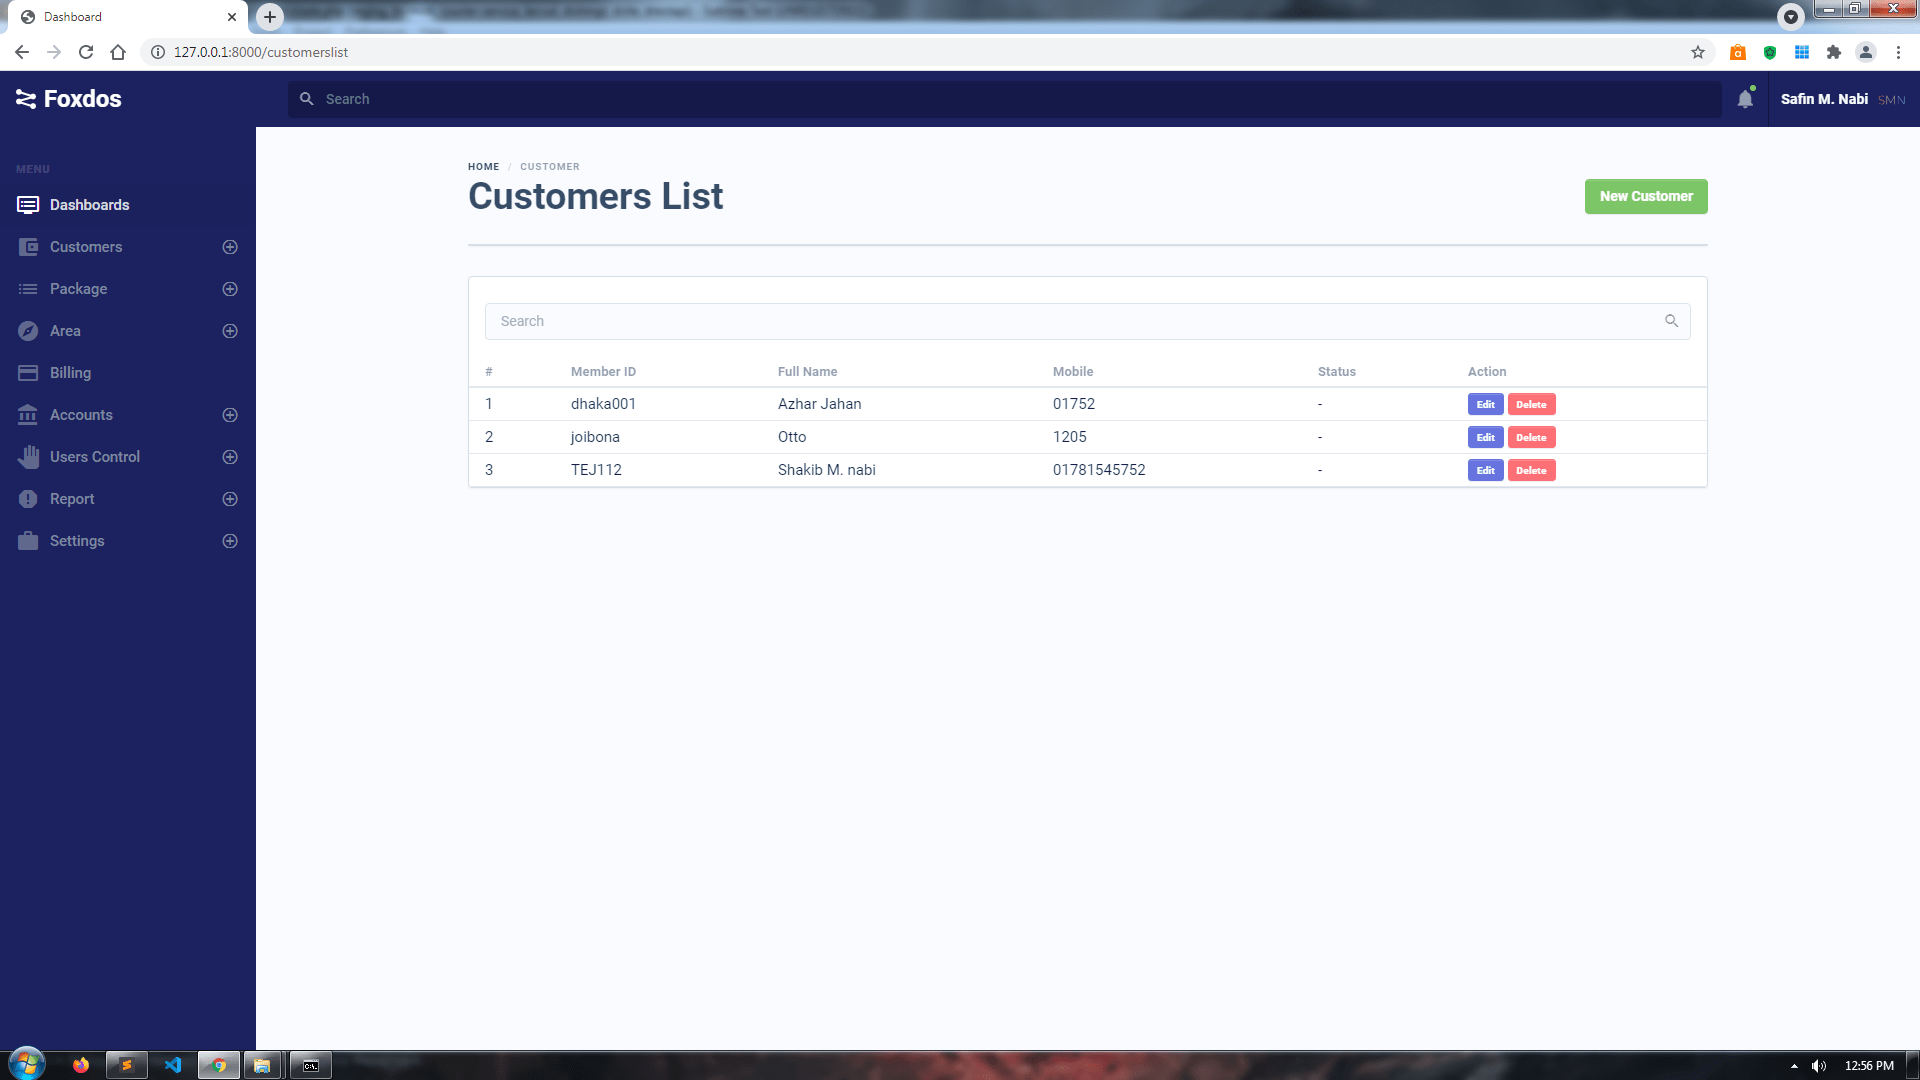 Dashboard
127.0.0.1:8000/customerslist
Foxdos
Search
Safin M. Nabi SMN
MENU
Dashboards
Customers
Package
Area
Billing
Accounts
Users Control
Report
Settings
HOME / CUSTOMER
Customers List
New Customer
Search
# Member ID Full Name Mobile Status Action
1 dhaka001 Azhar Jahan 01752 - Edit Delete
2 joibona Otto 1205 - Edit Delete
3 TEJ112 Shakib M. nabi 01781545752 - Edit Delete
12:56 PM